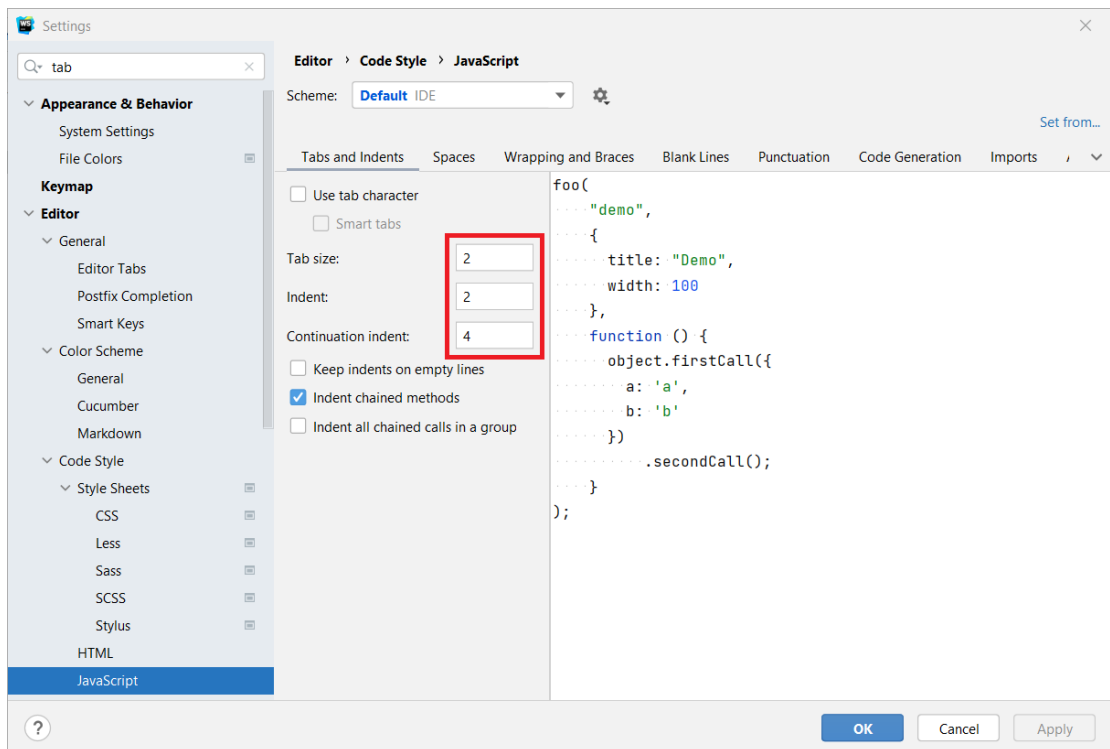 WS Settings
tab
Appearance & Behavior
System Settings
File Colors
Keymap
Editor
General
Editor Tabs
Postfix Completion
Smart Keys
Color Scheme
General
Cucumber
Markdown
Code Style
Style Sheets
CSS
Less
Sass
SCSS
Stylus
HTML
JavaScript
Editor › Code Style › JavaScript
Scheme: Default IDE
Set from...
Tabs and Indents Spaces Wrapping and Braces Blank Lines Punctuation Code Generation Imports
Use tab character
Smart tabs
Tab size: 2
Indent: 2
Continuation indent: 4
Keep indents on empty lines
Indent chained methods
Indent all chained calls in a group
foo(
····"demo",
····{
······title: "Demo",
······width: 100
····},
····function () {
······object.firstCall({
········a: 'a',
········b: 'b'
······})
··········.secondCall();
····}
);
?
OK Cancel Apply